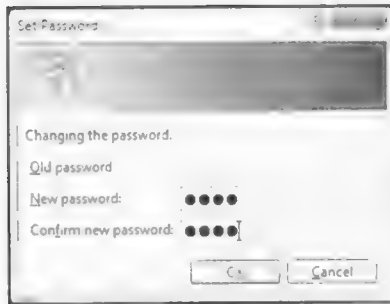 Set Password
Changing the password.
Old password
New password: ●●●●
Confirm new password: ●●●●
Cancel